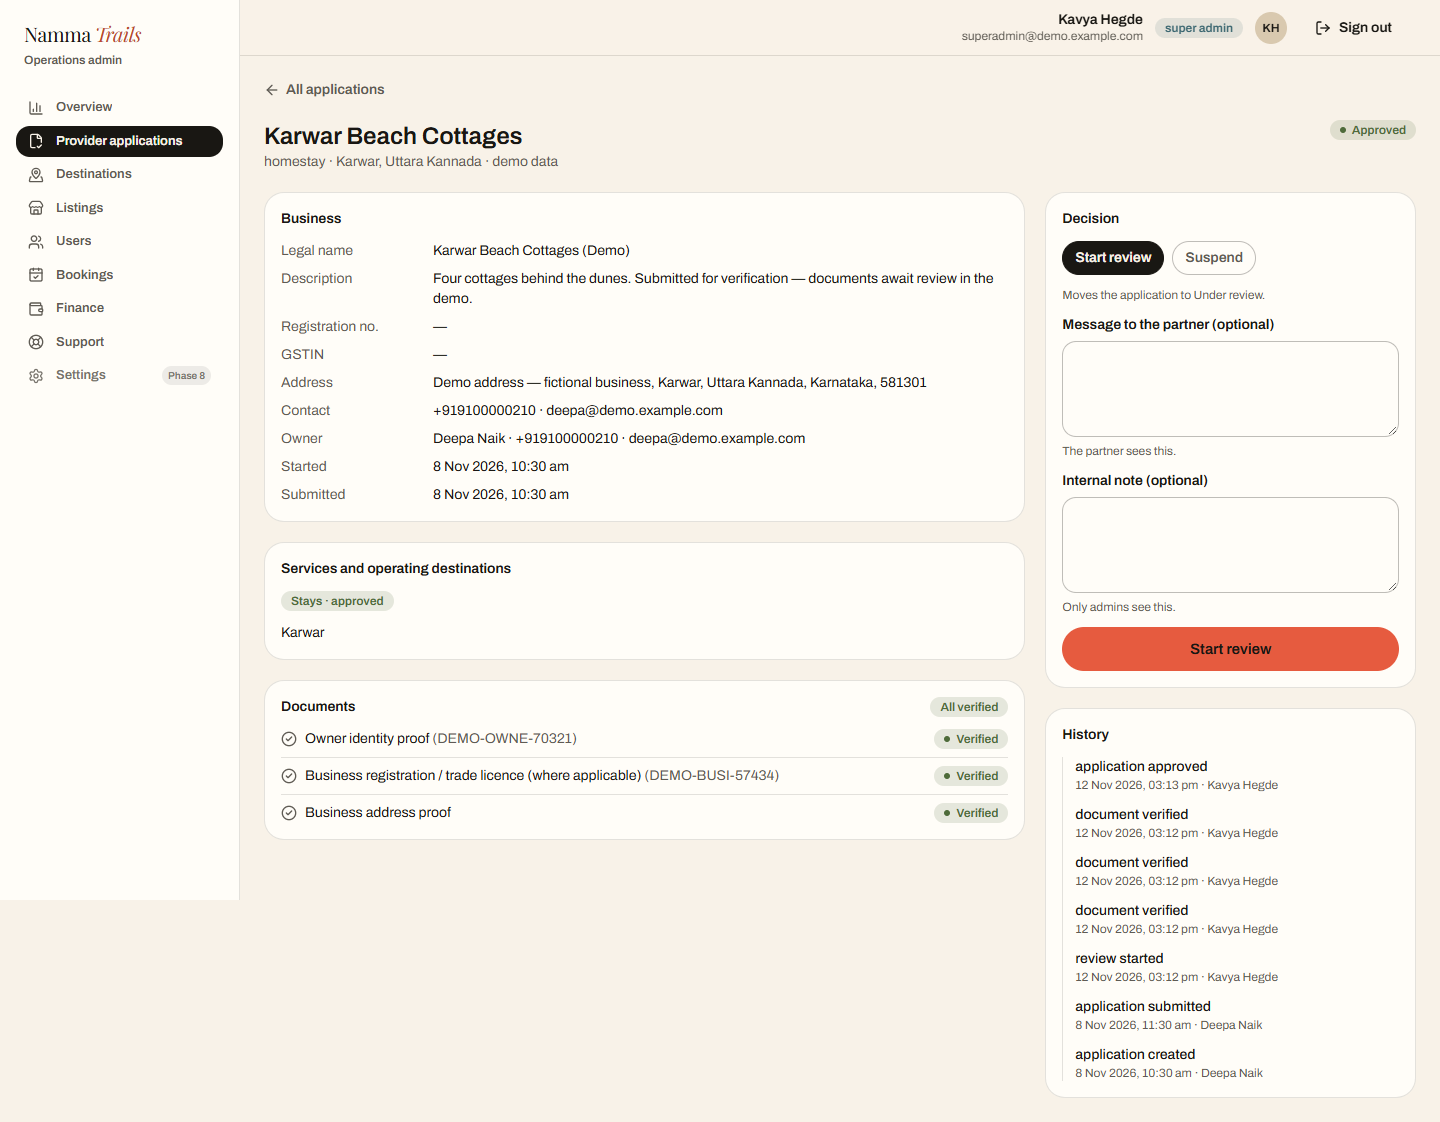 Namma Trails
Operations admin
Overview
Provider applications
Destinations
Listings
Users
Bookings
Finance
Support
Settings
Phase 8
Kavya Hegde
superadmin@demo.example.com
super admin
KH
Sign out
All applications
Karwar Beach Cottages
homestay · Karwar, Uttara Kannada · demo data
Approved
Business
Legal name
Karwar Beach Cottages (Demo)
Description
Four cottages behind the dunes. Submitted for verification — documents await review in the
demo.
Registration no.
—
GSTIN
—
Address
Demo address — fictional business, Karwar, Uttara Kannada, Karnataka, 581301
Contact
+919100000210 · deepa@demo.example.com
Owner
Deepa Naik · +919100000210 · deepa@demo.example.com
Started
8 Nov 2026, 10:30 am
Submitted
8 Nov 2026, 10:30 am
Services and operating destinations
Stays · approved
Karwar
Documents
All verified
Owner identity proof (DEMO-OWNE-70321)
Verified
Business registration / trade licence (where applicable) (DEMO-BUSI-57434)
Verified
Business address proof
Verified
Decision
Start review
Suspend
Moves the application to Under review.
Message to the partner (optional)
The partner sees this.
Internal note (optional)
Only admins see this.
Start review
History
application approved
12 Nov 2026, 03:13 pm · Kavya Hegde
document verified
12 Nov 2026, 03:12 pm · Kavya Hegde
document verified
12 Nov 2026, 03:12 pm · Kavya Hegde
document verified
12 Nov 2026, 03:12 pm · Kavya Hegde
review started
12 Nov 2026, 03:12 pm · Kavya Hegde
application submitted
8 Nov 2026, 11:30 am · Deepa Naik
application created
8 Nov 2026, 10:30 am · Deepa Naik